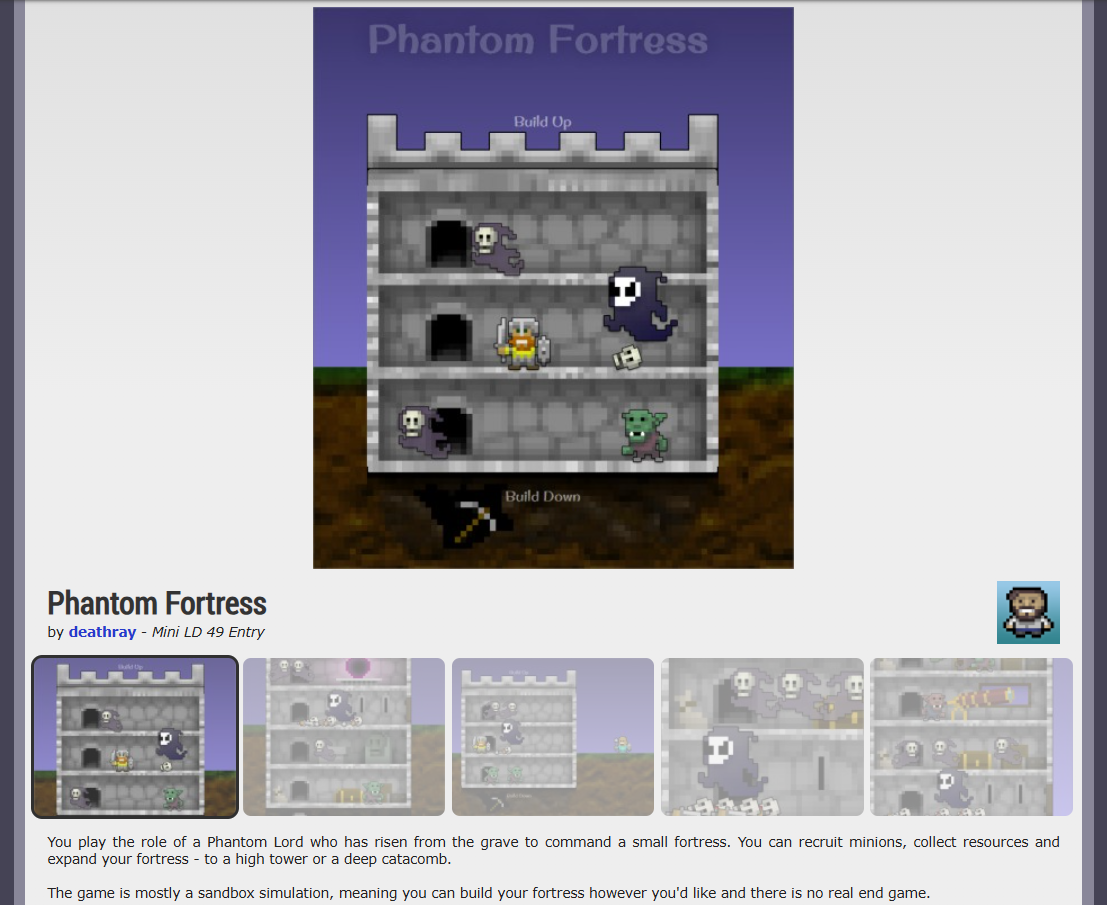 Phantom Fortress
Build Up
Build Down
Phantom Fortress
by deathray - Mini LD 49 Entry
Build Up
You play the role of a Phantom Lord who has risen from the grave to command a small fortress. You can recruit minions, collect resources and
expand your fortress - to a high tower or a deep catacomb.
The game is mostly a sandbox simulation, meaning you can build your fortress however you'd like and there is no real end game.